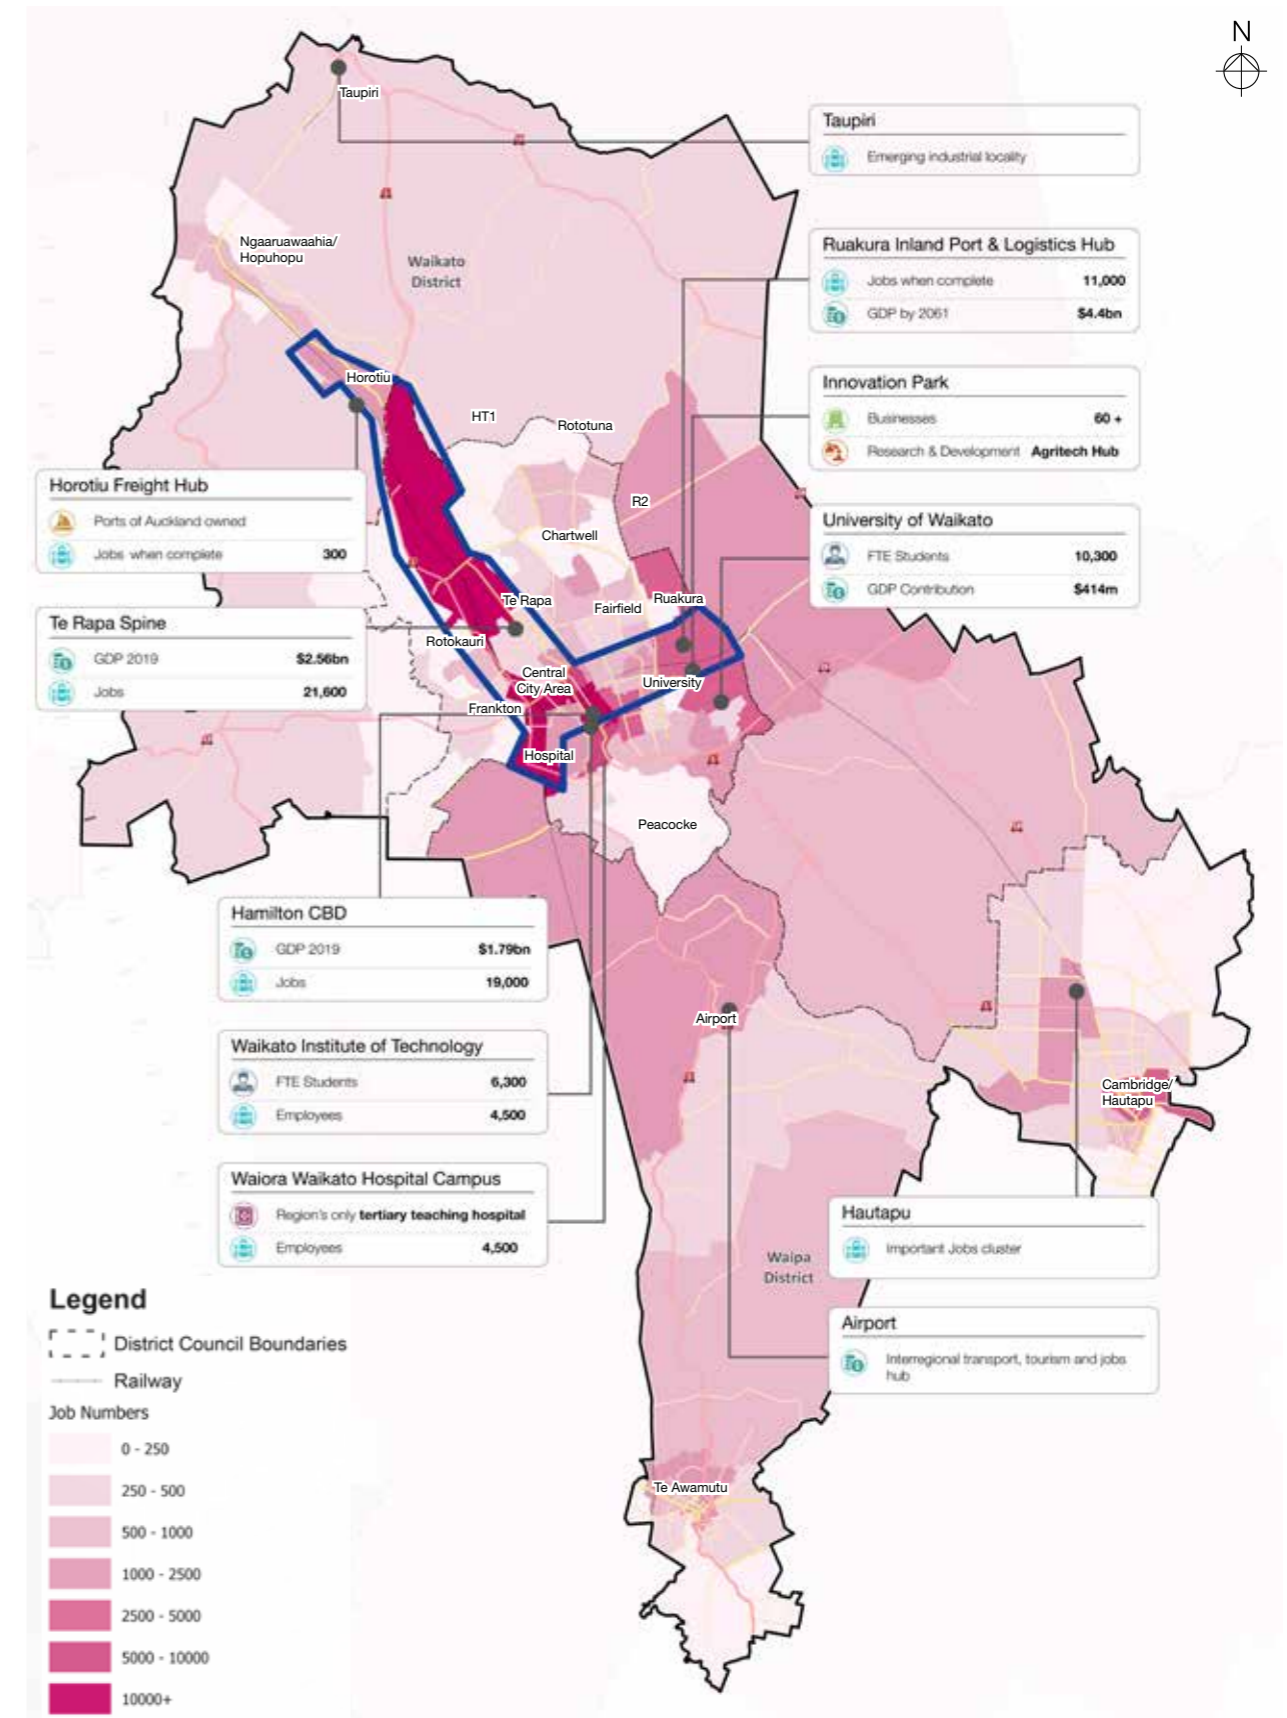 N
Taupiri
Taupiri
Emerging industrial locality
Ngaaruawaahia/
Hopuhopu
Waikato
District
Ruakura Inland Port & Logistics Hub
Jobs when complete 11,000
GDP by 2061 $4.4bn
Innovation Park
Businesses 60 +
Research & Development Agritech Hub
Horotiu
HT1
Rototuna
R2
Chartwell
Horotiu Freight Hub
Ports of Auckland owned
Jobs when complete 300
University of Waikato
FTE Students 10,300
GDP Contribution $414m
Te Rapa
Fairfield
Ruakura
Te Rapa Spine
GDP 2019 $2.56bn
Jobs 21,600
Rotokauri
Central
City Area
University
Frankton
Hospital
Peacocke
Hamilton CBD
GDP 2019 $1.79bn
Jobs 19,000
Airport
Waikato Institute of Technology
FTE Students 6,300
Employees 4,500
Cambridge/
Hautapu
Waiora Waikato Hospital Campus
Region's only tertiary teaching hospital
Employees 4,500
Hautapu
Important Jobs cluster
Waipa
District
Airport
Interregional transport, tourism and jobs
hub
Te Awamutu
Legend
District Council Boundaries
Railway
Job Numbers
0 - 250
250 - 500
500 - 1000
1000 - 2500
2500 - 5000
5000 - 10000
10000+